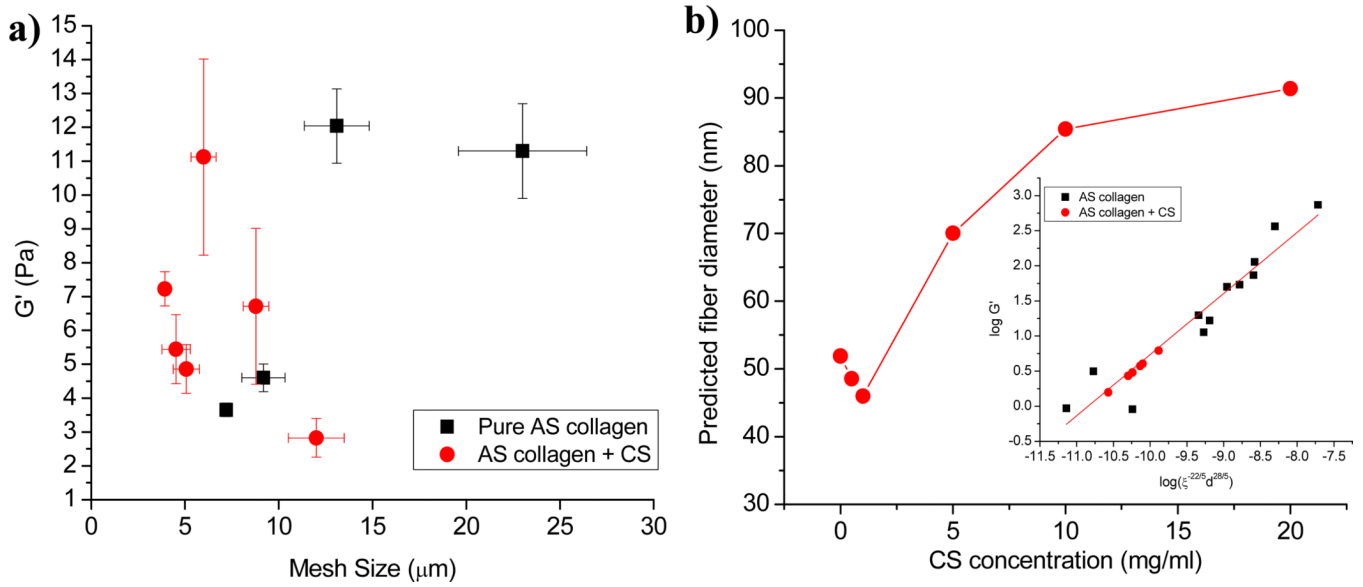 a)
15
14
13
12
11
10
9
8
7
6
5
4
3
2
1
G' (Pa)
0 5 10 15 20 25 30
Mesh Size (μm)
Pure AS collagen
AS collagen + CS
b)
100
90
80
70
60
50
40
30
Predicted fiber diameter (nm)
0 5 10 15 20
CS concentration (mg/ml)
AS collagen
AS collagen + CS
3.0
2.5
2.0
1.5
1.0
0.5
0.0
-0.5
log G'
-11.5 -11.0 -10.5 -10.0 -9.5 -9.0 -8.5 -8.0 -7.5
log(ξ^-22/5 d^28/5)